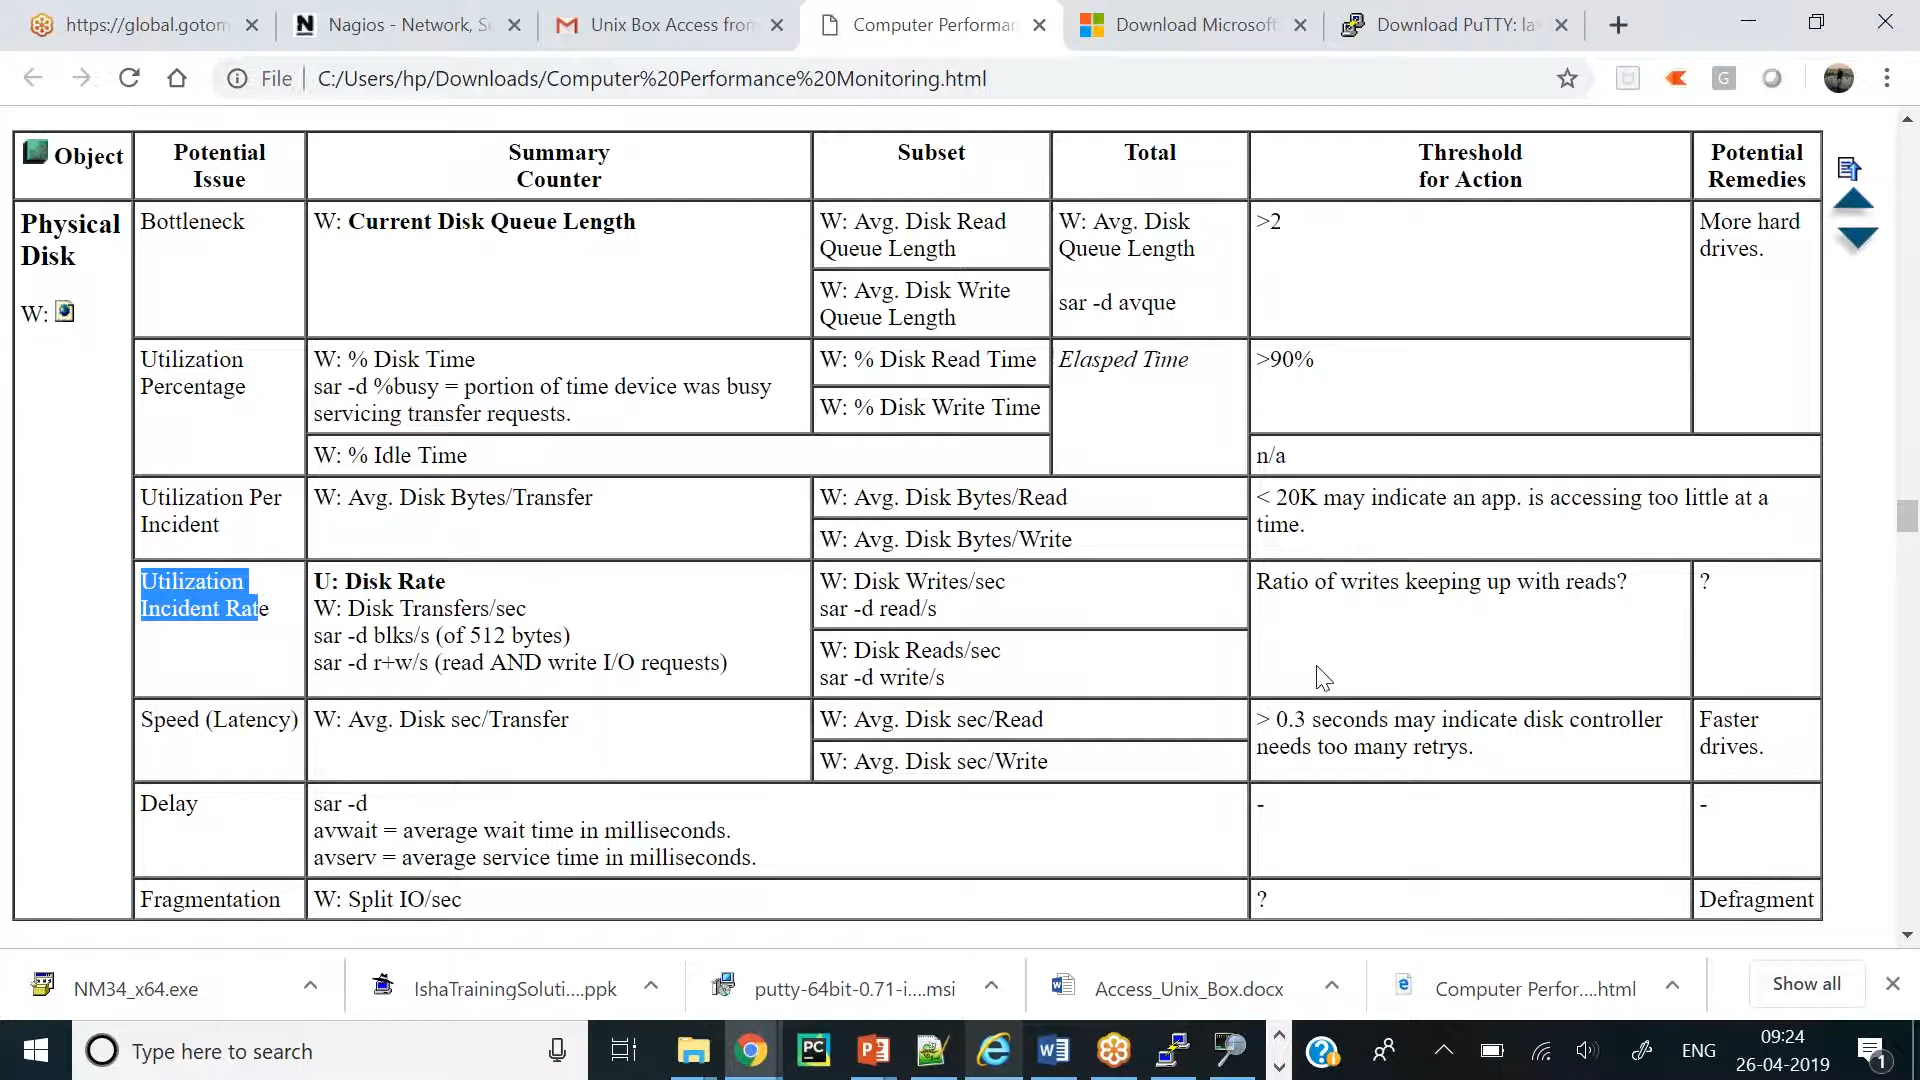 https://global.gotom
Nagios - Network, Se
Unix Box Access from
Computer Performan
Download Microsoft
Download PuTTY: lat
File
C:/Users/hp/Downloads/Computer%20Performance%20Monitoring.html
Object
Potential
Issue
Summary
Counter
Subset
Total
Threshold
for Action
Potential
Remedies
Physical
Disk
W:
Bottleneck
W: Current Disk Queue Length
W: Avg. Disk Read
Queue Length
W: Avg. Disk Write
Queue Length
W: Avg. Disk
Queue Length
sar -d avque
>2
More hard
drives.
Utilization
Percentage
W: % Disk Time
sar -d %busy = portion of time device was busy
servicing transfer requests.
W: % Disk Read Time
W: % Disk Write Time
Elasped Time
>90%
W: % Idle Time
n/a
Utilization Per
Incident
W: Avg. Disk Bytes/Transfer
W: Avg. Disk Bytes/Read
W: Avg. Disk Bytes/Write
< 20K may indicate an app. is accessing too little at a
time.
Utilization
Incident Rate
U: Disk Rate
W: Disk Transfers/sec
sar -d blks/s (of 512 bytes)
sar -d r+w/s (read AND write I/O requests)
W: Disk Writes/sec
sar -d read/s
W: Disk Reads/sec
sar -d write/s
Ratio of writes keeping up with reads?
?
Speed (Latency)
W: Avg. Disk sec/Transfer
W: Avg. Disk sec/Read
W: Avg. Disk sec/Write
> 0.3 seconds may indicate disk controller
needs too many retrys.
Faster
drives.
Delay
sar -d
avwait = average wait time in milliseconds.
avserv = average service time in milliseconds.
-
-
Fragmentation
W: Split IO/sec
?
Defragment
NM34_x64.exe
IshaTrainingSoluti....ppk
putty-64bit-0.71-i....msi
Access_Unix_Box.docx
Computer Perfor....html
Show all
Type here to search
ENG
09:24
26-04-2019
1